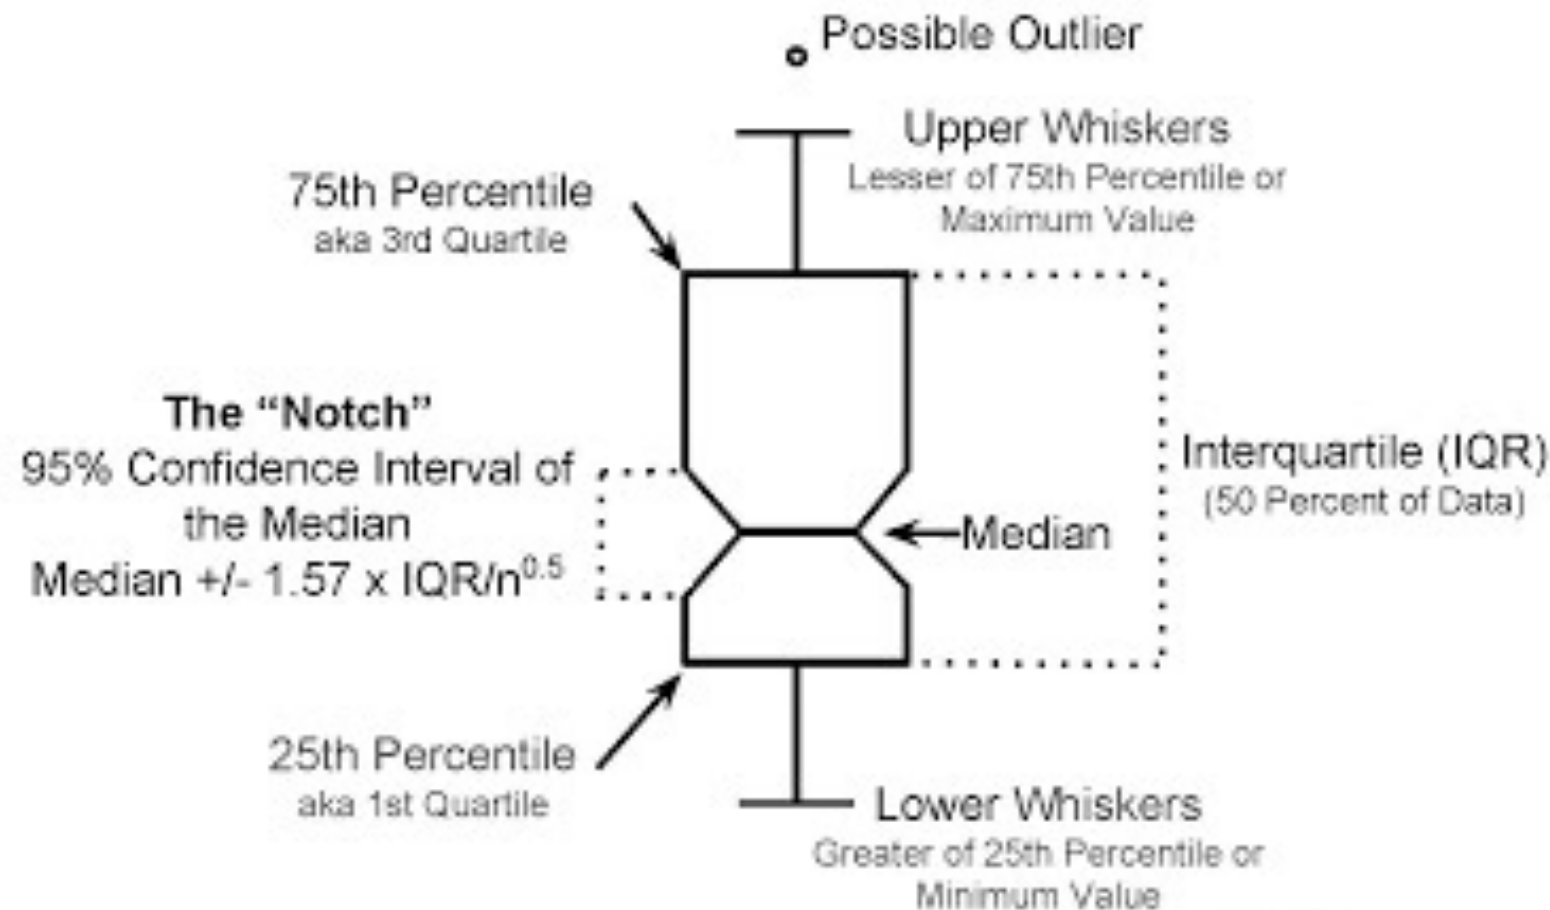 Possible Outlier
Upper Whiskers
Lesser of 75th Percentile or
Maximum Value
75th Percentile
aka 3rd Quartile
The “Notch”
95% Confidence Interval of
the Median
Median +/- 1.57 x IQR/n^0.5
Interquartile (IQR)
(50 Percent of Data)
Median
25th Percentile
aka 1st Quartile
Lower Whiskers
Greater of 25th Percentile or
Minimum Value